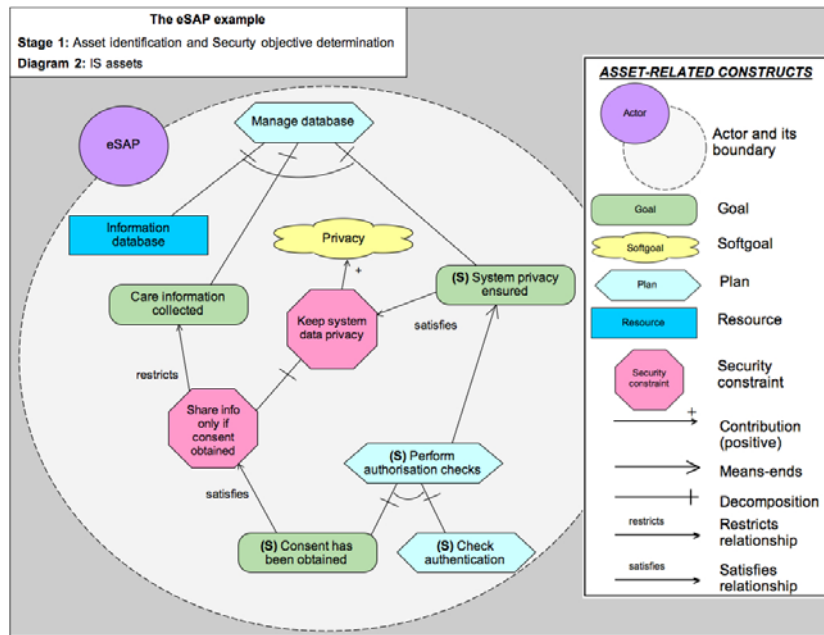 The eSAP example
Stage 1: Asset identification and Securty objective determination
Diagram 2: IS assets
eSAP
Manage database
Information
database
Privacy
+
(S) System privacy
ensured
Care information
collected
Keep system
data privacy
satisfies
restricts
Share info
only if
consent
obtained
(S) Perform
authorisation checks
satisfies
(S) Consent has
been obtained
(S) Check
authentication
ASSET-RELATED CONSTRUCTS
Actor
Actor and its
boundary
Goal
Goal
Softgoal
Softgoal
Plan
Plan
Resource
Resource
Security
constraint
Security
constraint
+
Contribution
(positive)
Means-ends
Decomposition
restricts
Restricts
relationship
satisfies
Satisfies
relationship